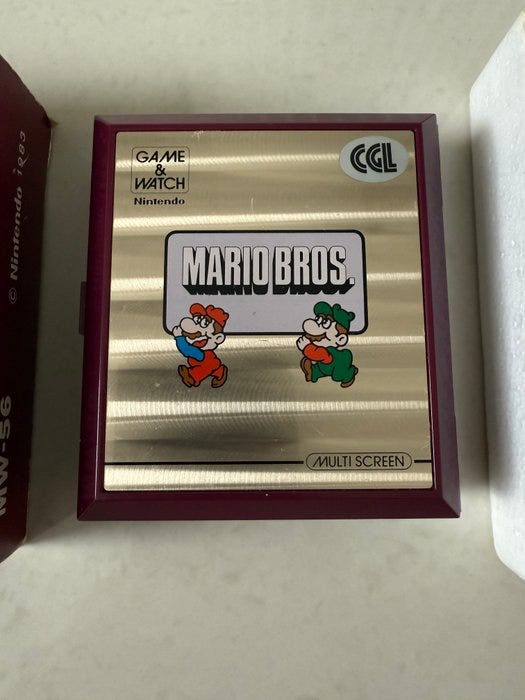 GAME
&
WATCH
Nintendo
CGL
MARIO BROS.
MULTI SCREEN
© Nintendo 1983
MW-56